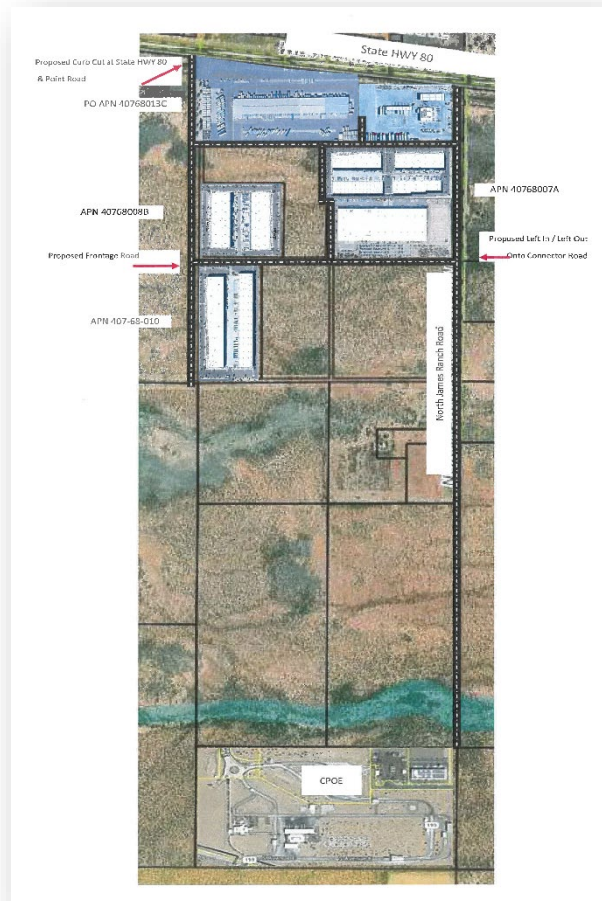 State HWY 80
Proposed Curb Cut at State HWY 80
& Point Road
PO APN 40768013C
APN 40768007A
APN 40768008B
Proposed Left In / Left Out
Onto Connector Road
Proposed Frontage Road
APN 407-68-010
North James Ranch Road
N
CPOE